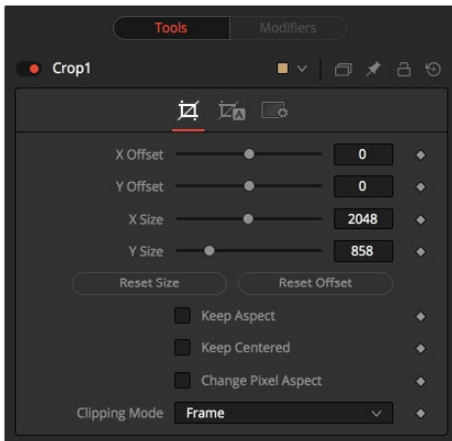 Tools Modifiers
Crop1
A
X Offset 0
Y Offset 0
X Size 2048
Y Size 858
Reset Size Reset Offset
Keep Aspect
Keep Centered
Change Pixel Aspect
Clipping Mode Frame